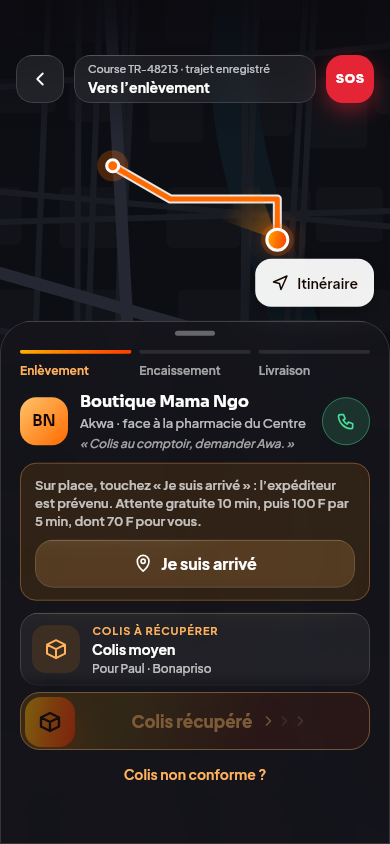 Course TR-48213 · trajet enregistré
Vers l'enlèvement
SOS
Itinéraire
Enlèvement
Encaissement
Livraison
BN
Boutique Mama Ngo
Akwa · face à la pharmacie du Centre
« Colis au comptoir, demander Awa. »
Sur place, touchez « Je suis arrivé » : l'expéditeur
est prévenu. Attente gratuite 10 min, puis 100 F par
5 min, dont 70 F pour vous.
Je suis arrivé
COLIS À RÉCUPÉRER
Colis moyen
Pour Paul · Bonapriso
Colis récupéré
Colis non conforme ?